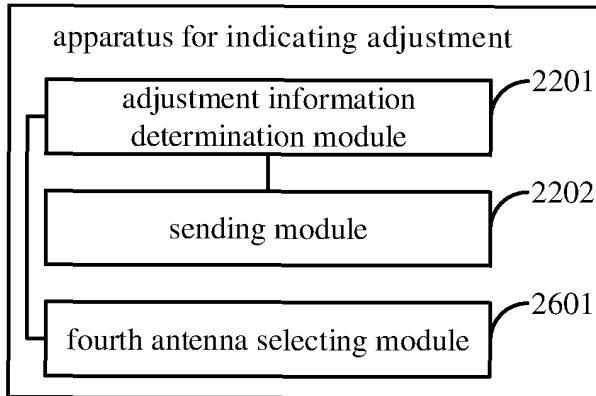 apparatus for indicating adjustment
2201
adjustment information
determination module
2202
sending module
2601
fourth antenna selecting module